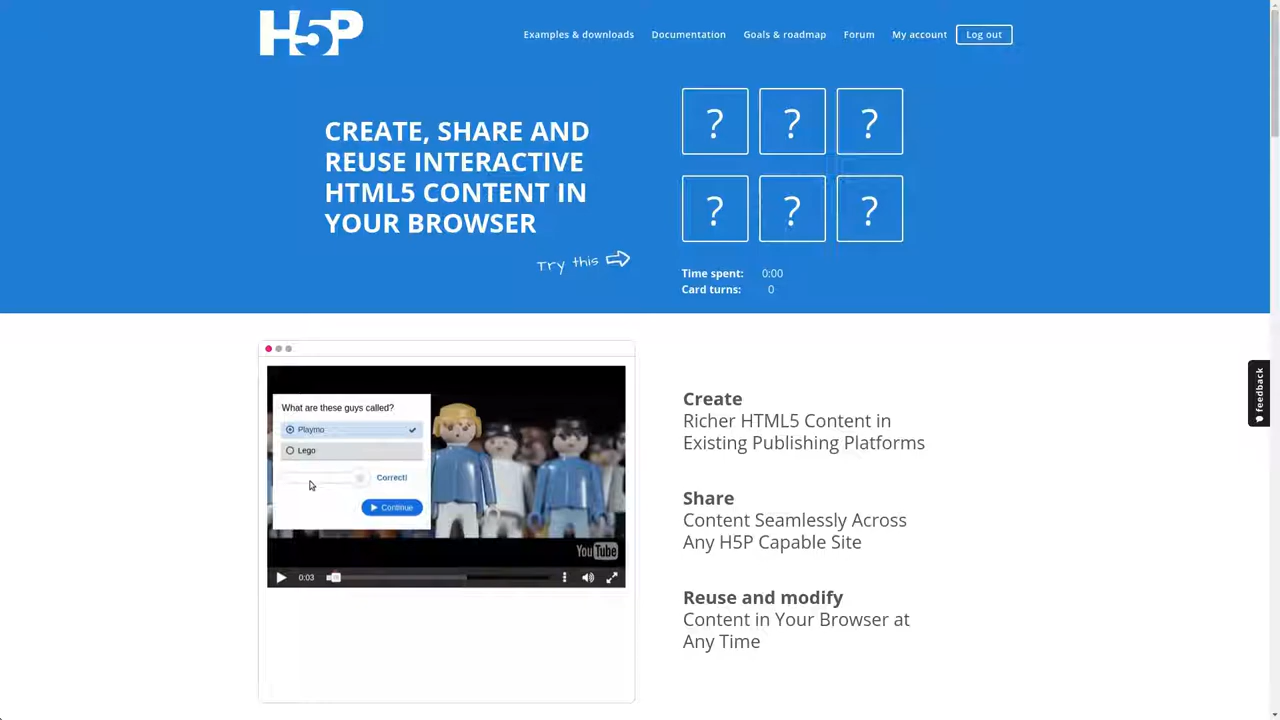 H5P
Examples & downloads
Documentation
Goals & roadmap
Forum
My account
Log out
CREATE, SHARE AND
REUSE INTERACTIVE
HTML5 CONTENT IN
YOUR BROWSER
Try this
? ? ?
? ? ?
Time spent: 0:00
Card turns: 0
What are these guys called?
Playmo
Lego
Correct!
Continue
YouTube
0:03
Create
Richer HTML5 Content in
Existing Publishing Platforms
Share
Content Seamlessly Across
Any H5P Capable Site
Reuse and modify
Content in Your Browser at
Any Time
feedback